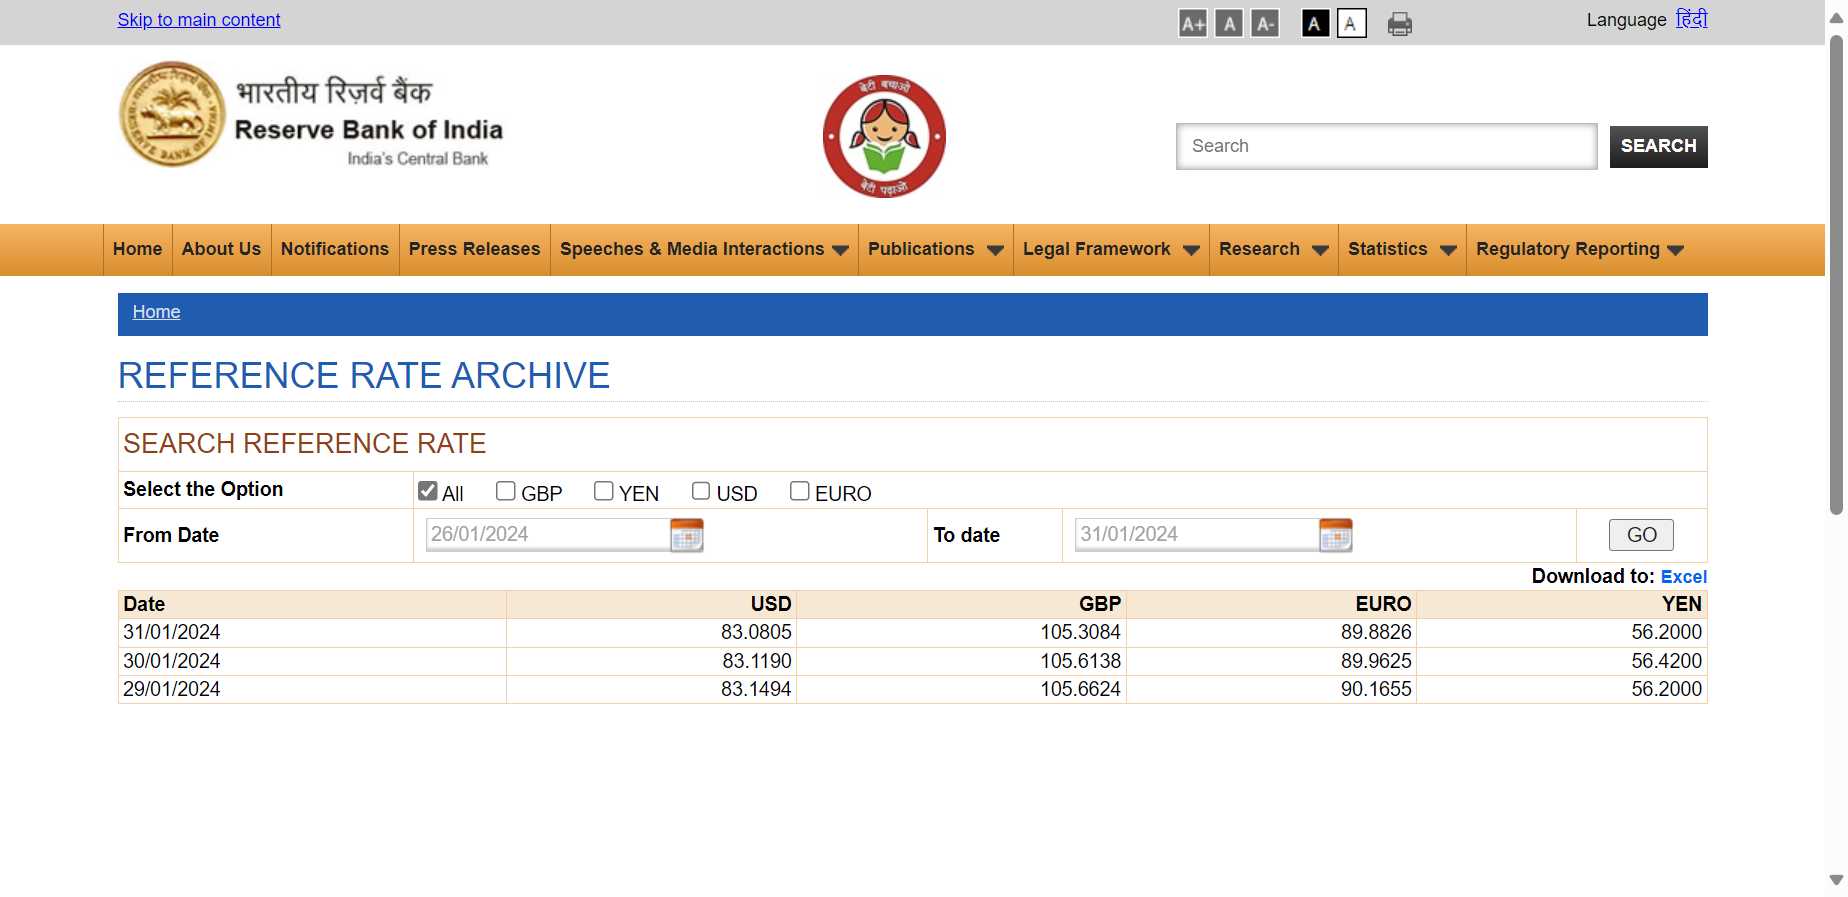 Skip to main content A+ A A- A A Language हिंदी
भारतीय रिज़र्व बैंक
Reserve Bank of India
India's Central Bank
बेटी बचाओ
बेटी पढ़ाओ
Search SEARCH
Home About Us Notifications Press Releases Speeches & Media Interactions Publications Legal Framework Research Statistics Regulatory Reporting
Home
REFERENCE RATE ARCHIVE
SEARCH REFERENCE RATE
Select the Option All GBP YEN USD EURO
From Date 26/01/2024 To date 31/01/2024 GO
Download to: Excel
Date USD GBP EURO YEN
31/01/2024 83.0805 105.3084 89.8826 56.2000
30/01/2024 83.1190 105.6138 89.9625 56.4200
29/01/2024 83.1494 105.6624 90.1655 56.2000